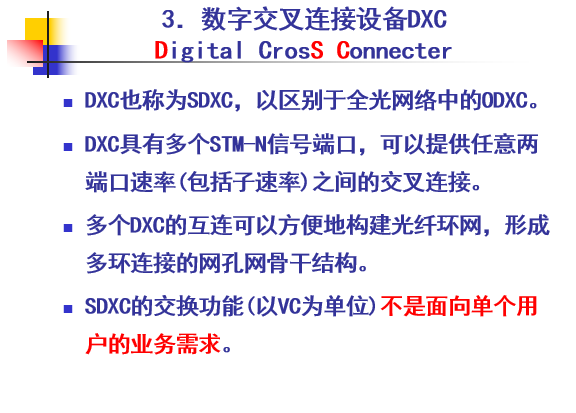 3．数字交叉连接设备DXC
Digital CrosS Connecter
DXC也称为SDXC，以区别于全光网络中的ODXC。
DXC具有多个STM-N信号端口，可以提供任意两
端口速率(包括子速率)之间的交叉连接。
多个DXC的互连可以方便地构建光纤环网，形成
多环连接的网孔网骨干结构。
SDXC的交换功能(以VC为单位)不是面向单个用
户的业务需求。